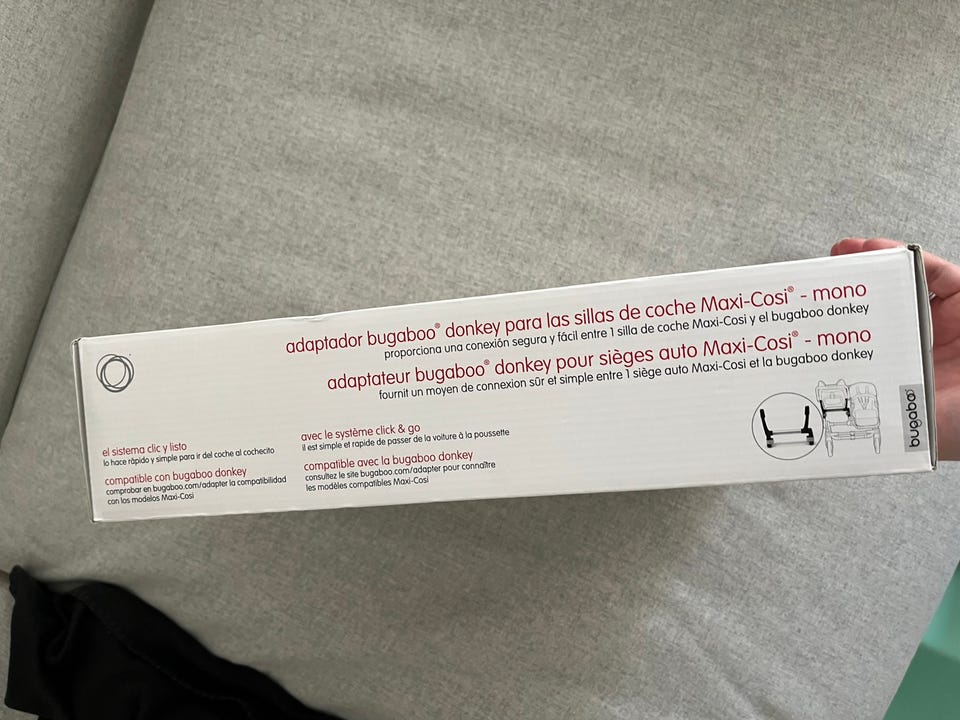 adaptador bugaboo® donkey para las sillas de coche Maxi-Cosi® - mono
proporciona una conexión segura y fácil entre 1 silla de coche Maxi-Cosi y el bugaboo donkey
adaptateur bugaboo® donkey pour sièges auto Maxi-Cosi® - mono
fournit un moyen de connexion sûr et simple entre 1 siège auto Maxi-Cosi et la bugaboo donkey
el sistema clic y listo
lo hace rápido y simple para ir del coche al cochecito
compatible con bugaboo donkey
comprobar en bugaboo.com/adapter la compatibilidad
con los modelos Maxi-Cosi
avec le système click & go
il est simple et rapide de passer de la voiture à la poussette
compatible avec la bugaboo donkey
consultez le site bugaboo.com/adapter pour connaître
les modèles compatibles Maxi-Cosi
bugaboo